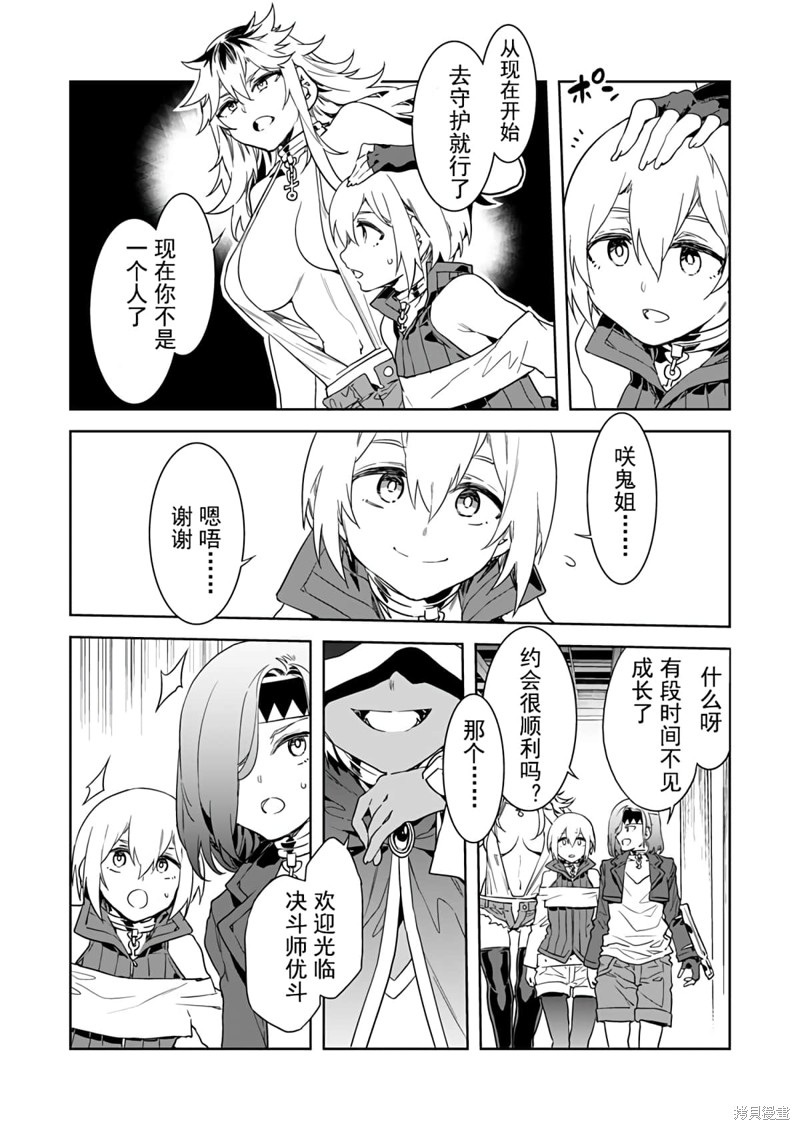 ポン
从现在开始
去守护就行了
现在你不是
一个人了
咲鬼姐……
嗯唔……
谢谢
什么呀
有段时间不见
成长了
约会很顺利吗？
那个……
欢迎光临
决斗师优斗
拷贝漫畫